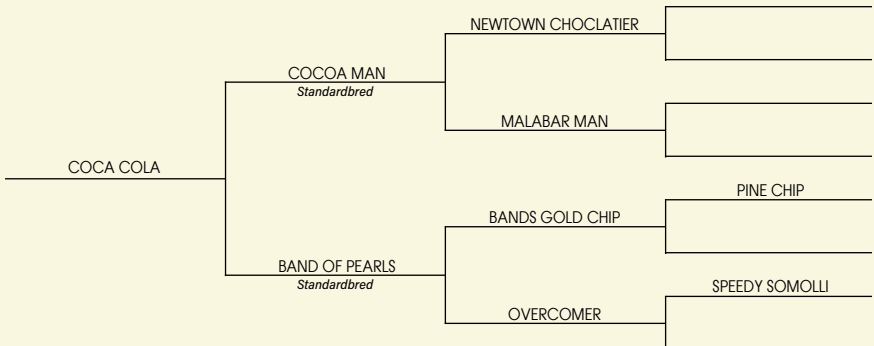 NEWTOWN CHOCLATIER
COCOA MAN
Standardbred
MALABAR MAN
COCA COLA
PINE CHIP
BANDS GOLD CHIP
BAND OF PEARLS
Standardbred
SPEEDY SOMOLLI
OVERCOMER